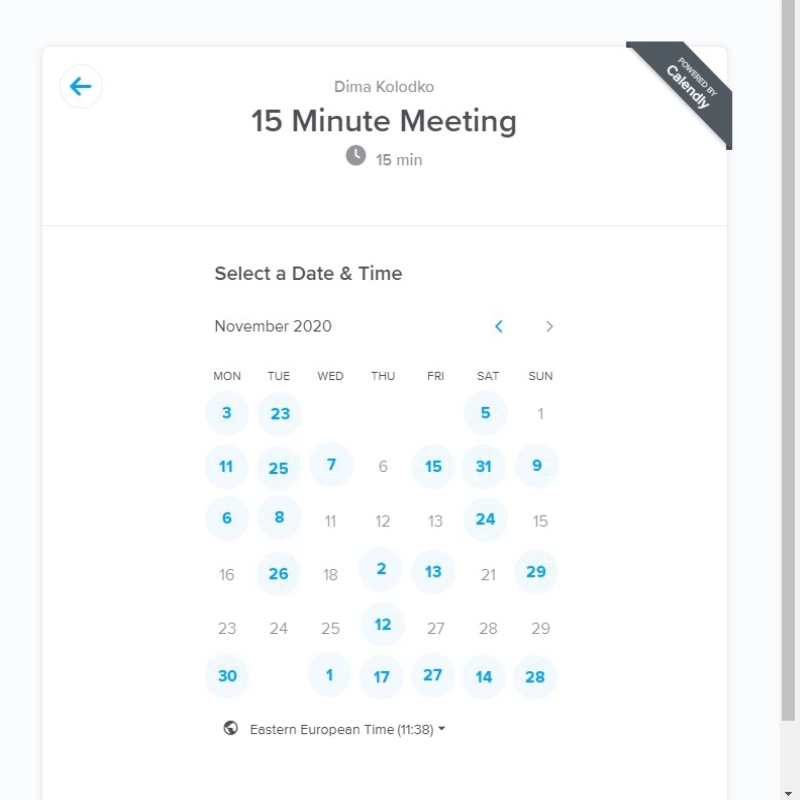 POWERED BY
Calendly
Dima Kolodko
15 Minute Meeting
15 min
Select a Date & Time
November 2020
MON TUE WED THU FRI SAT SUN
3 23 5 1
11 25 7 6 15 31 9
6 8 11 12 13 24 15
16 26 18 2 13 21 29
23 24 25 12 27 28 29
30 1 17 27 14 28
Eastern European Time (11:38)